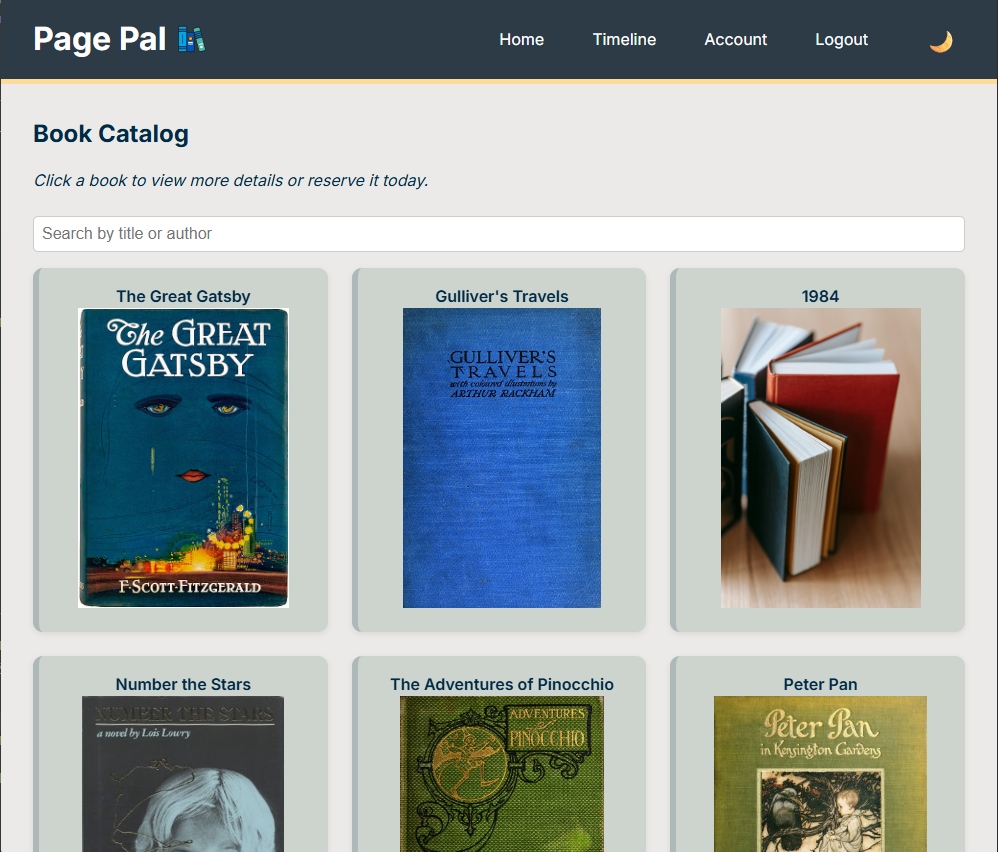 Page Pal
Home
Timeline
Account
Logout
Book Catalog
Click a book to view more details or reserve it today.
Search by title or author
The Great Gatsby
The GREAT
GATSBY
F·SCOTT·FITZGERALD
Gulliver's Travels
GULLIVER'S
TRAVELS
with coloured illustrations by
ARTHUR RACKHAM
1984
Number the Stars
NUMBER THE STARS
a novel by Lois Lowry
The Adventures of Pinocchio
ADVENTURES
of
PINOCCHIO
Peter Pan
Peter Pan
in Kensington Gardens